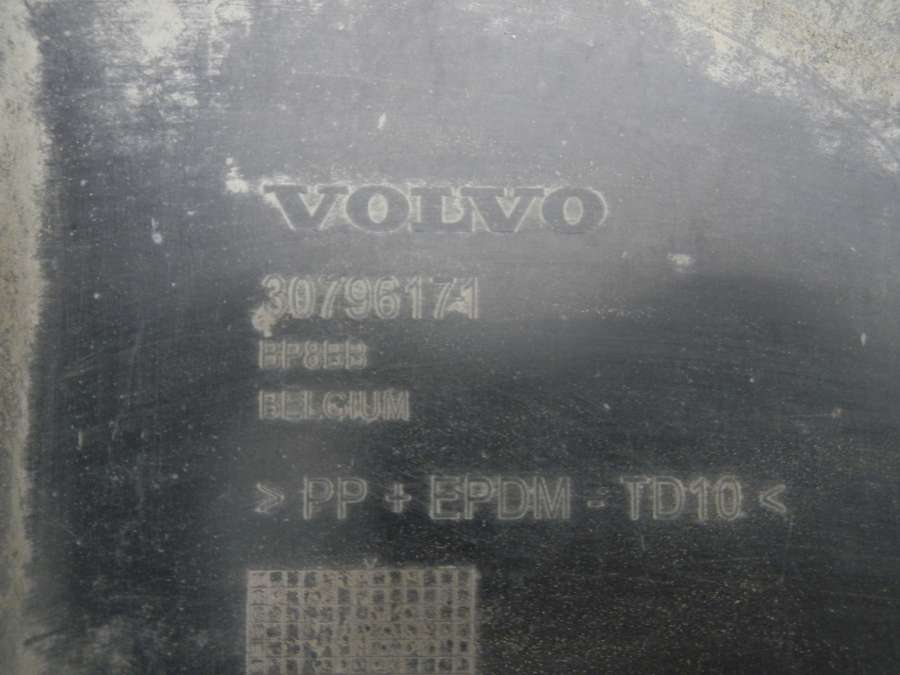 VOLVO
30796171
BP8EB
BELGIUM
> PP + EPDM - TD10 <